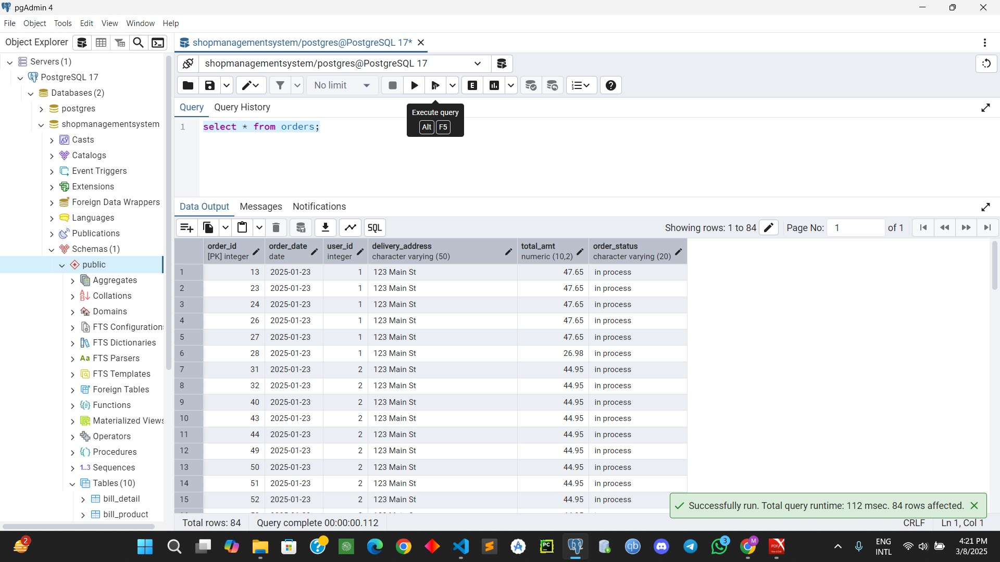 pgAdmin 4
File Object Tools Edit View Window Help
Object Explorer
shopmanagementsystem/postgres@PostgreSQL 17*
Servers (1)
PostgreSQL 17
Databases (2)
postgres
shopmanagementsystem
Casts
Catalogs
Event Triggers
Extensions
Foreign Data Wrappers
Languages
Publications
Schemas (1)
public
Aggregates
Collations
Domains
FTS Configuration
FTS Dictionaries
Aa FTS Parsers
FTS Templates
Foreign Tables
Functions
Materialized Views
Operators
Procedures
1..3 Sequences
Tables (10)
bill_detail
bill_product
shopmanagementsystem/postgres@PostgreSQL 17
No limit
E
Query Query History
Execute query
Alt F5
1 select * from orders;
Data Output Messages Notifications
SQL
Showing rows: 1 to 84 Page No: 1 of 1
order_id order_date user_id delivery_address total_amt order_status
[PK] integer date integer character varying (50) numeric (10,2) character varying (20)
1 13 2025-01-23 1 123 Main St 47.65 in process
2 23 2025-01-23 1 123 Main St 47.65 in process
3 24 2025-01-23 1 123 Main St 47.65 in process
4 26 2025-01-23 1 123 Main St 47.65 in process
5 27 2025-01-23 1 123 Main St 47.65 in process
6 28 2025-01-23 1 123 Main St 26.98 in process
7 31 2025-01-23 2 123 Main St 44.95 in process
8 32 2025-01-23 2 123 Main St 44.95 in process
9 40 2025-01-23 2 123 Main St 44.95 in process
10 43 2025-01-23 2 123 Main St 44.95 in process
11 44 2025-01-23 2 123 Main St 44.95 in process
12 49 2025-01-23 2 123 Main St 44.95 in process
13 50 2025-01-23 2 123 Main St 44.95 in process
14 51 2025-01-23 2 123 Main St 44.95 in process
15 52 2025-01-23 2 123 Main St 44.95 in process
Successfully run. Total query runtime: 112 msec. 84 rows affected.
Total rows: 84 Query complete 00:00:00.112 CRLF Ln 1, Col 1
2
PC
qb
3
M
PDF
ENG
INTL
4:21 PM
3/8/2025